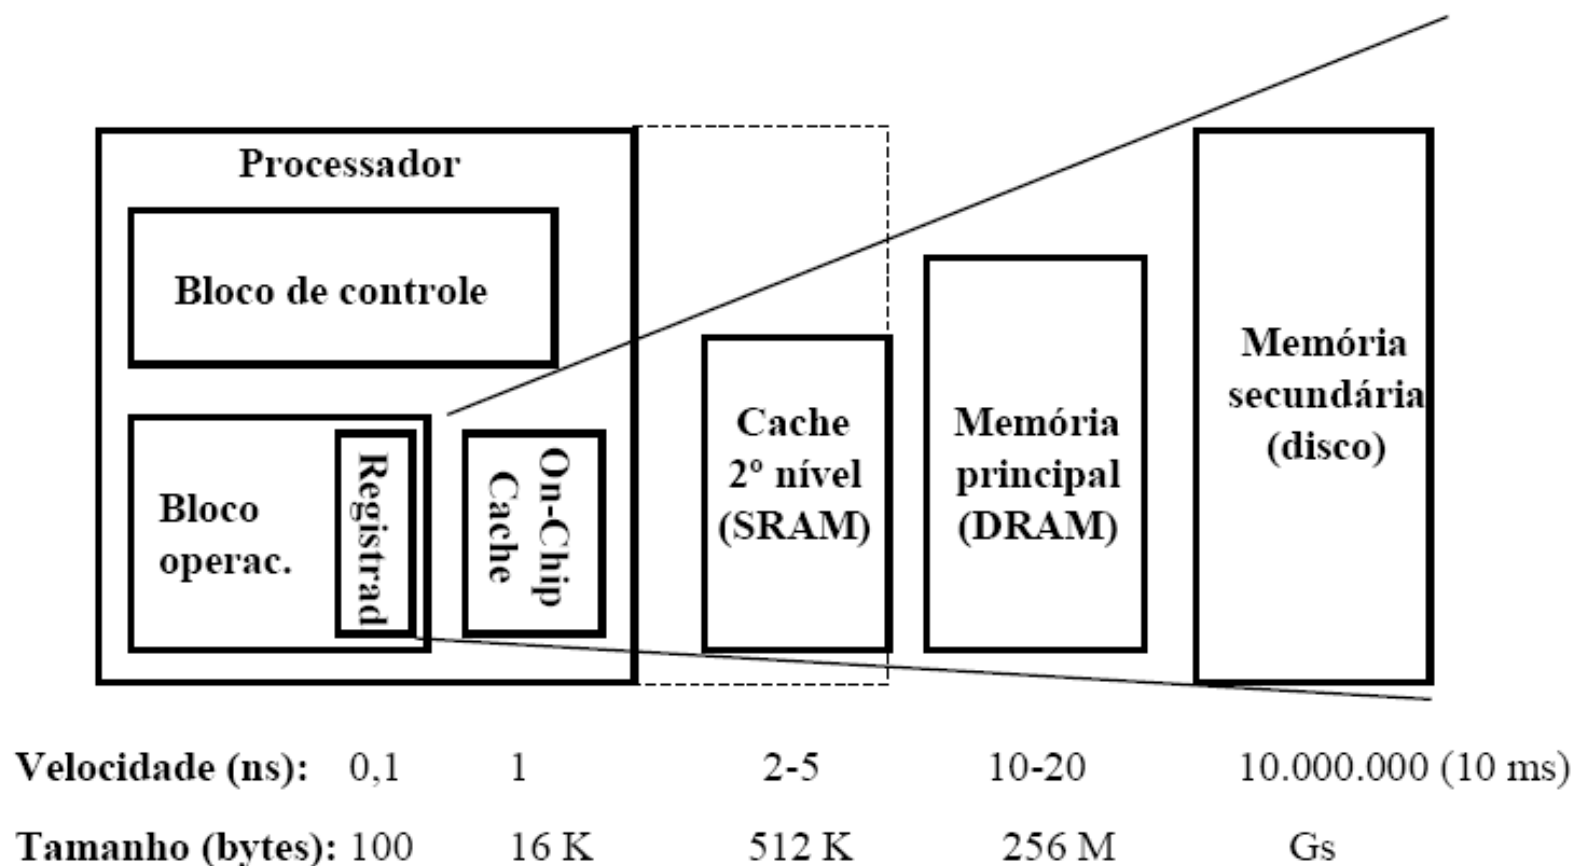 Processador
Bloco de controle
Bloco
operac.
Registrad
On-Chip
Cache
Cache
2º nível
(SRAM)
Memória
principal
(DRAM)
Memória
secundária
(disco)
Velocidade (ns): 0,1 1 2-5 10-20 10.000.000 (10 ms)
Tamanho (bytes): 100 16 K 512 K 256 M Gs